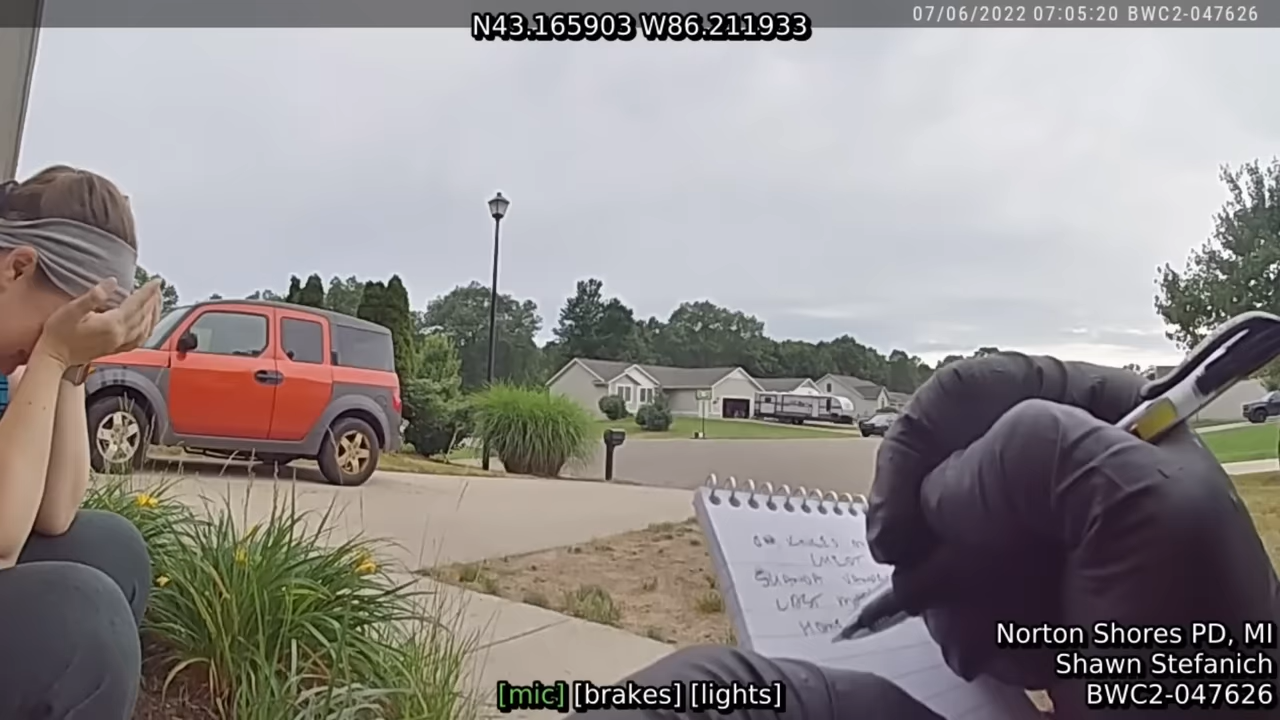 07/06/2022 07:05:20 BWC2-047626
N43.165903 W86.211933
Norton Shores PD, MI
Shawn Stefanich
BWC2-047626
[mic] [brakes] [lights]